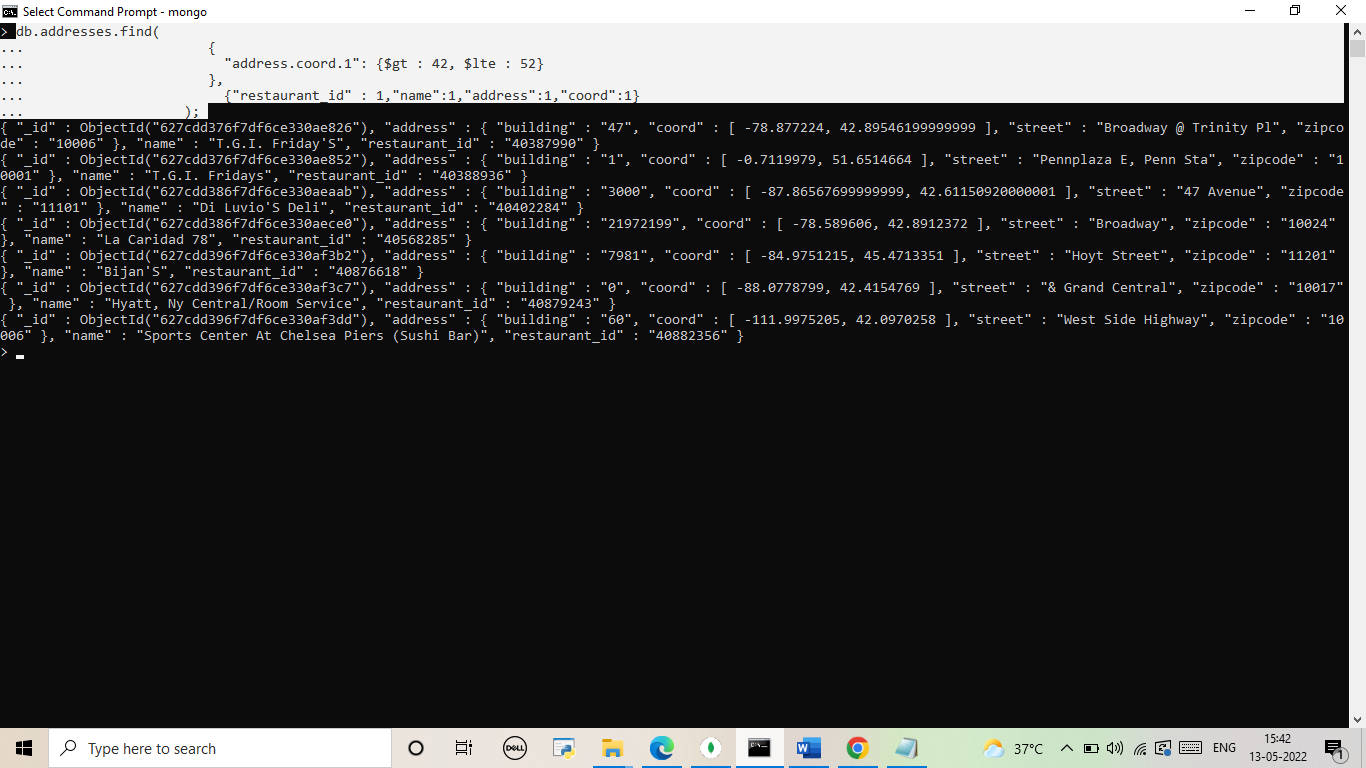 Select Command Prompt - mongo
> db.addresses.find(
... {
... "address.coord.1": {$gt : 42, $lte : 52}
... },
... {"restaurant_id" : 1,"name":1,"address":1,"coord":1}
... );
{ "_id" : ObjectId("627cdd376f7df6ce330ae826"), "address" : { "building" : "47", "coord" : [ -78.877224, 42.89546199999999 ], "street" : "Broadway @ Trinity Pl", "zipco
de" : "10006" }, "name" : "T.G.I. Friday'S", "restaurant_id" : "40387990" }
{ "_id" : ObjectId("627cdd376f7df6ce330ae852"), "address" : { "building" : "1", "coord" : [ -0.7119979, 51.6514664 ], "street" : "Pennplaza E, Penn Sta", "zipcode" : "1
0001" }, "name" : "T.G.I. Fridays", "restaurant_id" : "40388936" }
{ "_id" : ObjectId("627cdd386f7df6ce330aeaab"), "address" : { "building" : "3000", "coord" : [ -87.86567699999999, 42.61150920000001 ], "street" : "47 Avenue", "zipcode
" : "11101" }, "name" : "Di Luvio'S Deli", "restaurant_id" : "40402284" }
{ "_id" : ObjectId("627cdd386f7df6ce330aece0"), "address" : { "building" : "21972199", "coord" : [ -78.589606, 42.8912372 ], "street" : "Broadway", "zipcode" : "10024"
}, "name" : "La Caridad 78", "restaurant_id" : "40568285" }
{ "_id" : ObjectId("627cdd396f7df6ce330af3b2"), "address" : { "building" : "7981", "coord" : [ -84.9751215, 45.4713351 ], "street" : "Hoyt Street", "zipcode" : "11201"
}, "name" : "Bijan'S", "restaurant_id" : "40876618" }
{ "_id" : ObjectId("627cdd396f7df6ce330af3c7"), "address" : { "building" : "0", "coord" : [ -88.0778799, 42.4154769 ], "street" : "& Grand Central", "zipcode" : "10017"
}, "name" : "Hyatt, Ny Central/Room Service", "restaurant_id" : "40879243" }
{ "_id" : ObjectId("627cdd396f7df6ce330af3dd"), "address" : { "building" : "60", "coord" : [ -111.9975205, 42.0970258 ], "street" : "West Side Highway", "zipcode" : "10
006" }, "name" : "Sports Center At Chelsea Piers (Sushi Bar)", "restaurant_id" : "40882356" }
>
Type here to search
DELL
37°C
ENG
15:42
13-05-2022
1